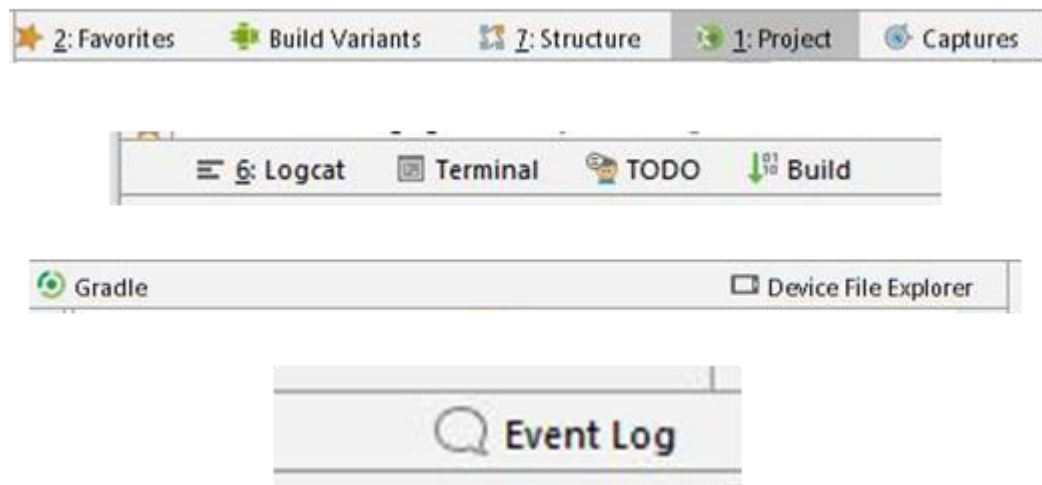 2: Favorites Build Variants 7: Structure 1: Project Captures
6: Logcat Terminal TODO Build
Gradle Device File Explorer
Event Log